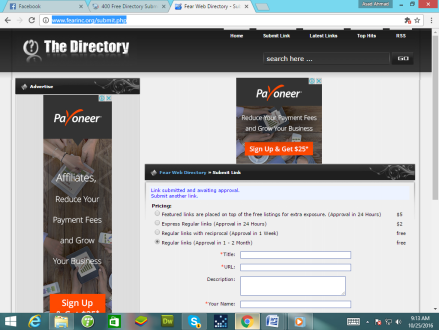 Facebook
400 Free Directory Subm
Fear Web Directory - Sub
Asad Ahmad
www.fearinc.org/submit.php
Home
Submit Link
Latest Links
Top Hits
RSS
The Directory
search here ...
GO
Advertise
Payoneer
Affiliates,
Reduce Your
Payment Fees
and Grow
Your Business
Sign Up
& Get $25*
Payoneer
Reduce Your Payment Fees
and Grow Your Business
Sign Up & Get $25*
Fear Web Directory » Submit Link
Link submitted and awaiting approval.
Submit another link.
Pricing:
Featured links are placed on top of the free listings for extra exposure. (Approval in 24 Hours) $5
Express Regular links (Approval in 24 Hours) $2
Regular links with reciprocal (Approval in 1 Week) free
Regular links (Approval in 1 - 2 Month) free
*Title:
*URL:
Description:
*Your Name:
9:13 AM
10/25/2016